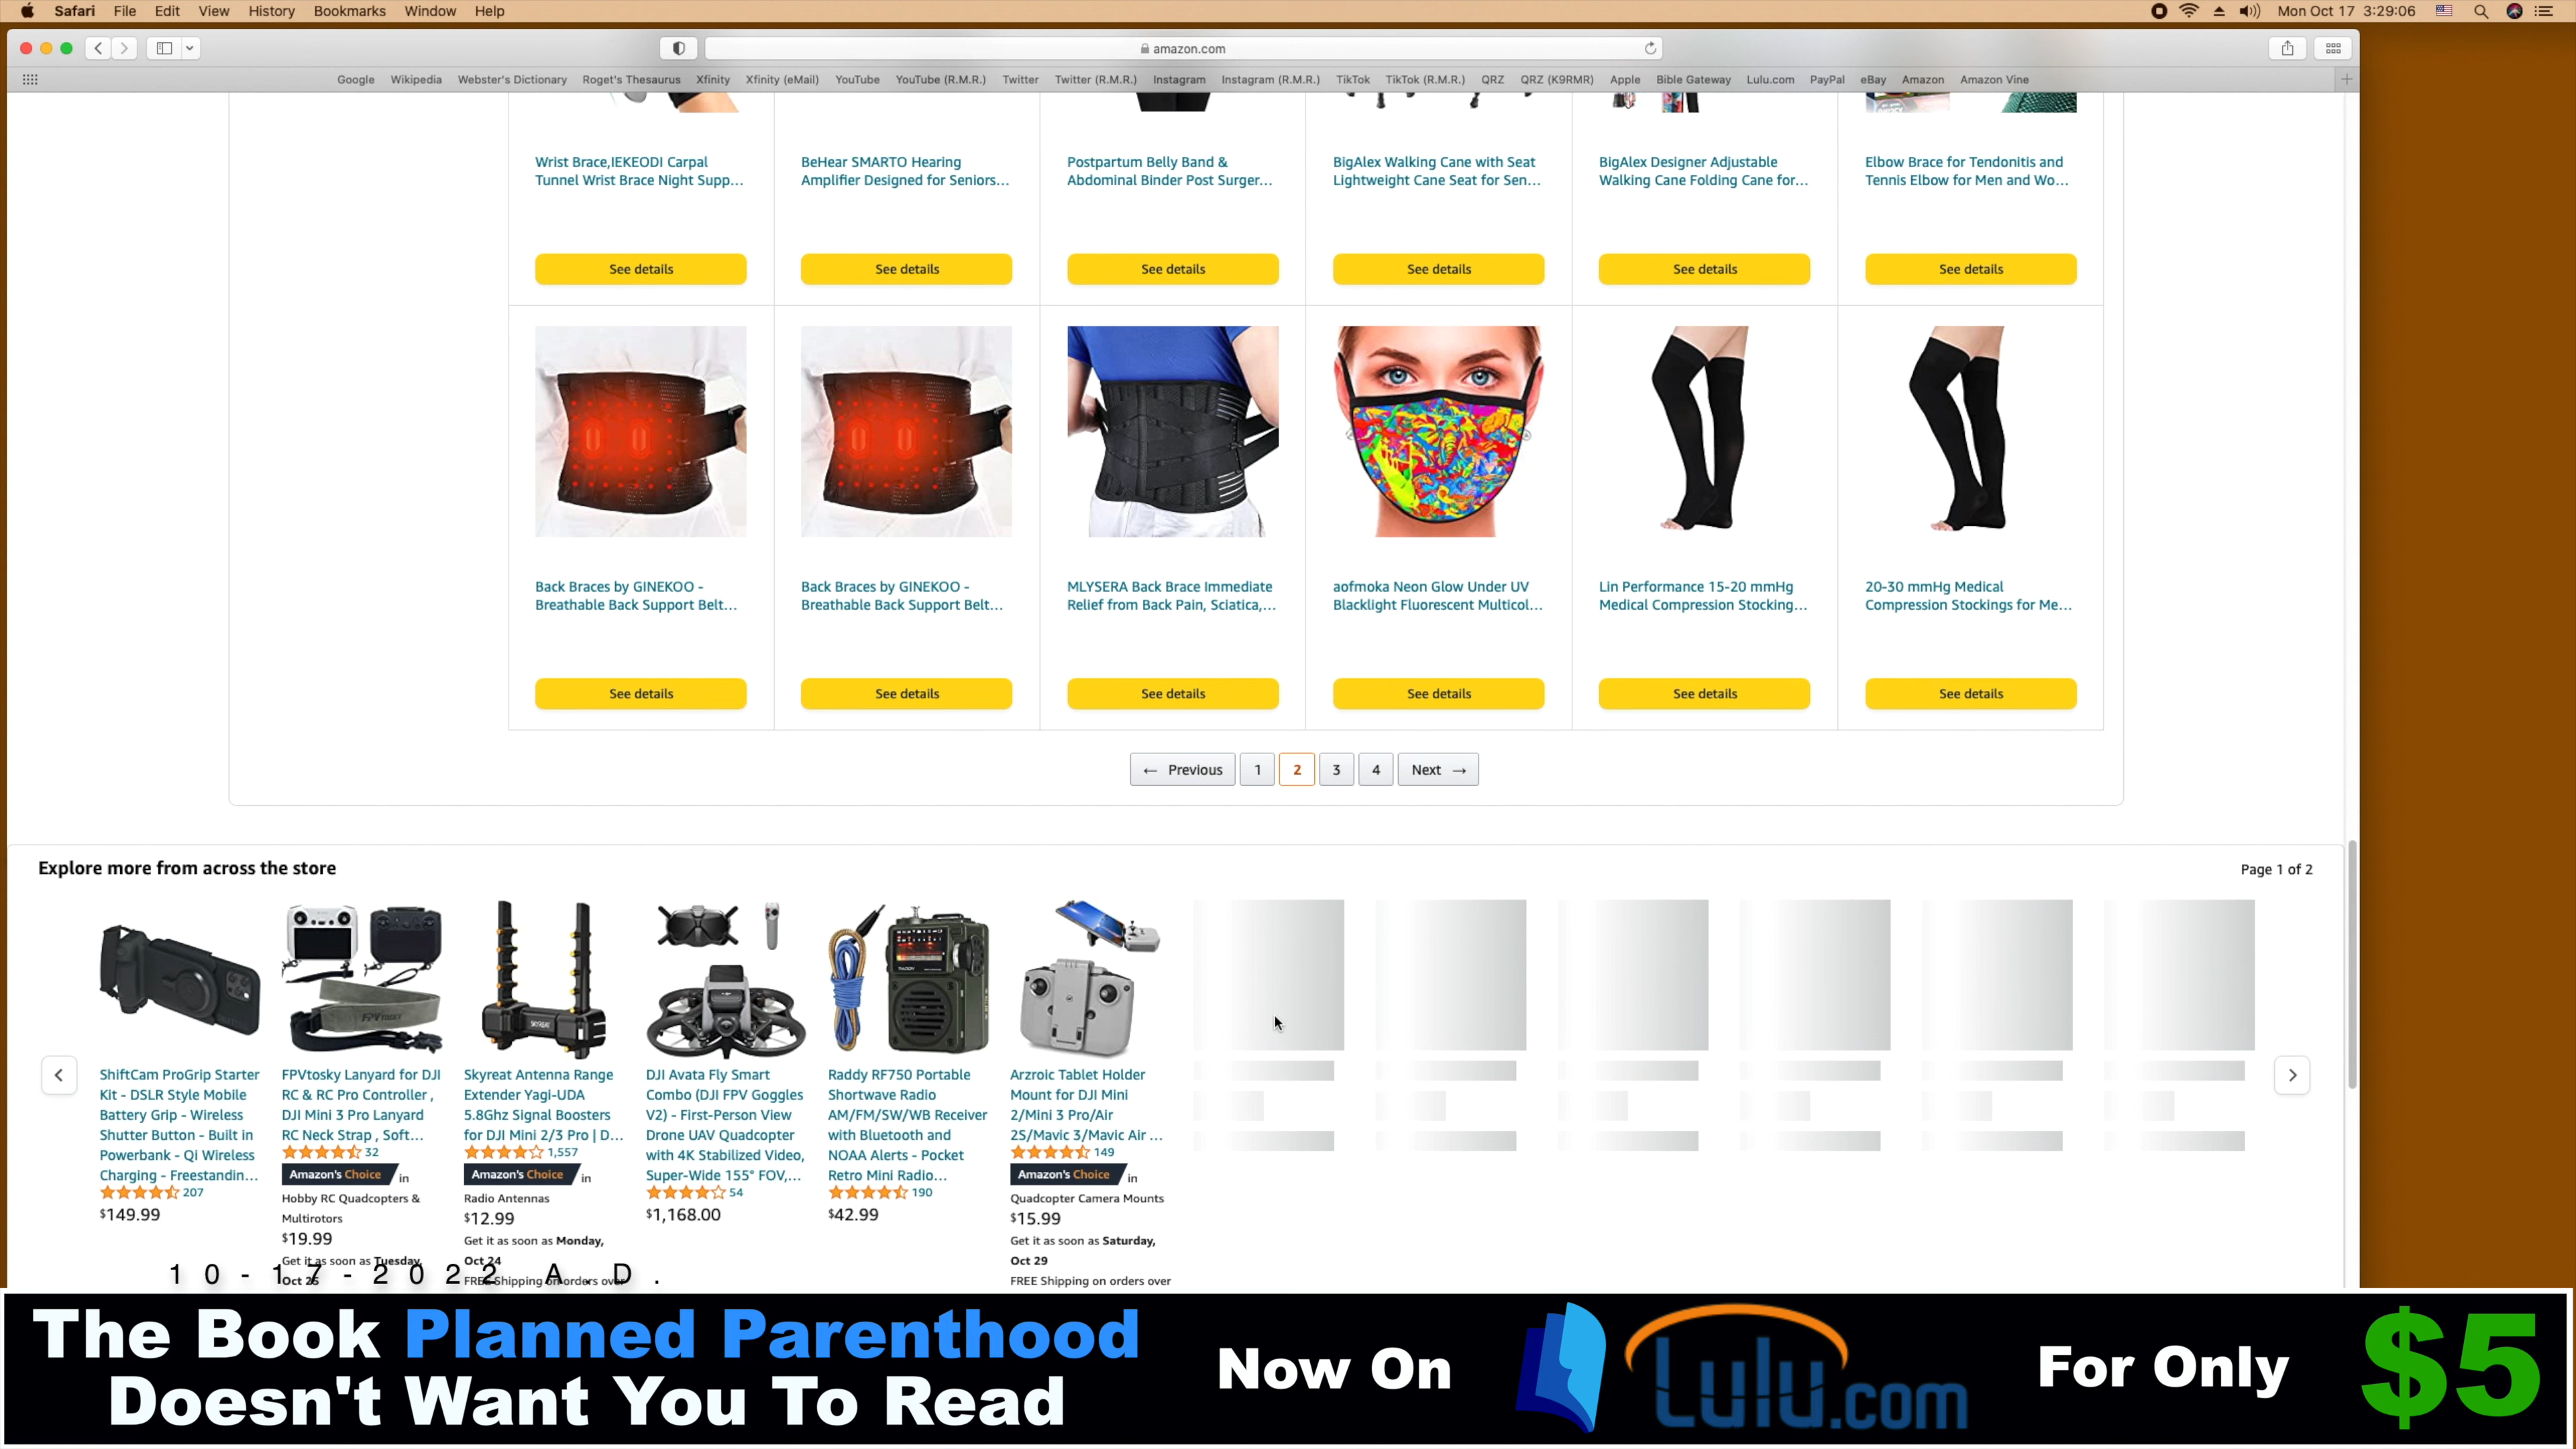 Safari File Edit View History Bookmarks Window Help
Mon Oct 17 3:29:06
amazon.com
Google Wikipedia Webster's Dictionary Roget's Thesaurus Xfinity Xfinity (eMail) YouTube YouTube (R.M.R.) Twitter Twitter (R.M.R.) Instagram Instagram (R.M.R.) TikTok TikTok (R.M.R.) QRZ QRZ (K9RMR) Apple Bible Gateway Lulu.com PayPal eBay Amazon Amazon Vine
Wrist Brace,IEKEODI Carpal
Tunnel Wrist Brace Night Supp...
BeHear SMARTO Hearing
Amplifier Designed for Seniors...
Postpartum Belly Band &
Abdominal Binder Post Surger...
BigAlex Walking Cane with Seat
Lightweight Cane Seat for Sen...
BigAlex Designer Adjustable
Walking Cane Folding Cane for...
Elbow Brace for Tendonitis and
Tennis Elbow for Men and Wo...
See details See details See details See details See details See details
Back Braces by GINEKOO -
Breathable Back Support Belt...
Back Braces by GINEKOO -
Breathable Back Support Belt...
MLYSERA Back Brace Immediate
Relief from Back Pain, Sciatica,...
aofmoka Neon Glow Under UV
Blacklight Fluorescent Multicol...
Lin Performance 15-20 mmHg
Medical Compression Stocking...
20-30 mmHg Medical
Compression Stockings for Me...
See details See details See details See details See details See details
← Previous 1 2 3 4 Next →
Explore more from across the store
Page 1 of 2
ShiftCam ProGrip Starter
Kit - DSLR Style Mobile
Battery Grip - Wireless
Shutter Button - Built in
Powerbank - Qi Wireless
Charging - Freestandin...
207
$149.99
FPVtosky Lanyard for DJI
RC & RC Pro Controller ,
DJI Mini 3 Pro Lanyard
RC Neck Strap , Soft...
32
Amazon's Choice in
Hobby RC Quadcopters &
Multirotors
$19.99
Get it as soon as Tuesday,
Oct 25
Skyreat Antenna Range
Extender Yagi-UDA
5.8Ghz Signal Boosters
for DJI Mini 2/3 Pro | D...
1,557
Amazon's Choice in
Radio Antennas
$12.99
Get it as soon as Monday,
Oct 24
FREE Shipping on orders over
DJI Avata Fly Smart
Combo (DJI FPV Goggles
V2) - First-Person View
Drone UAV Quadcopter
with 4K Stabilized Video,
Super-Wide 155° FOV,...
54
$1,168.00
Raddy RF750 Portable
Shortwave Radio
AM/FM/SW/WB Receiver
with Bluetooth and
NOAA Alerts - Pocket
Retro Mini Radio...
190
$42.99
Arzroic Tablet Holder
Mount for DJI Mini
2/Mini 3 Pro/Air
2S/Mavic 3/Mavic Air ...
149
Amazon's Choice in
Quadcopter Camera Mounts
$15.99
Get it as soon as Saturday,
Oct 29
FREE Shipping on orders over
10-17-2022 A.D.
The Book Planned Parenthood
Doesn't Want You To Read
Now On
Lulu.com
For Only
$5